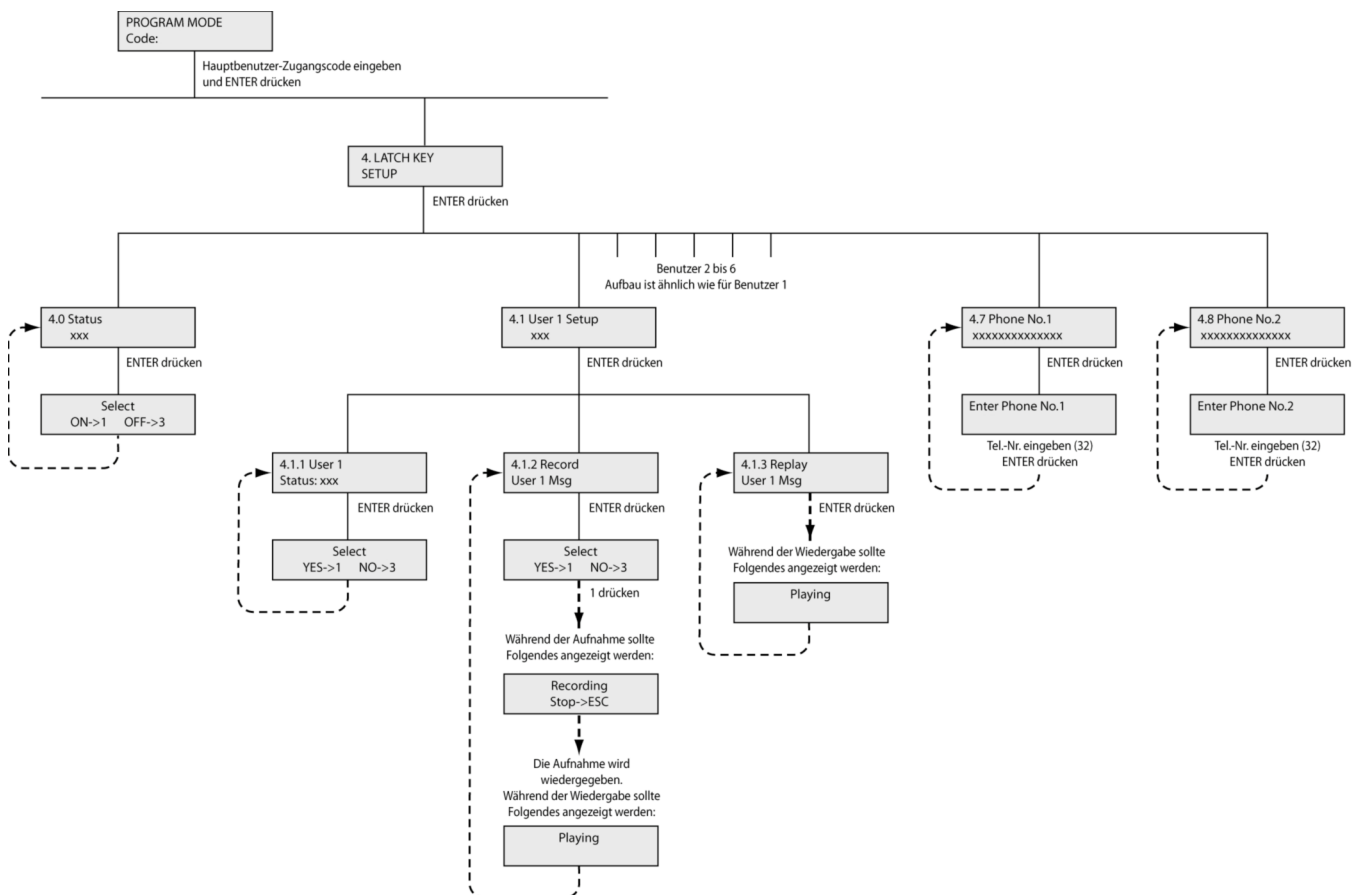 PROGRAM MODE
Code:
Hauptbenutzer-Zugangscode eingeben
und ENTER drücken
4. LATCH KEY
SETUP
ENTER drücken
Benutzer 2 bis 6
Aufbau ist ähnlich wie für Benutzer 1
4.0 Status
xxx
ENTER drücken
Select
ON->1 OFF->3
4.1 User 1 Setup
xxx
ENTER drücken
4.1.1 User 1
Status: xxx
ENTER drücken
Select
YES->1 NO->3
4.1.2 Record
User 1 Msg
ENTER drücken
Select
YES->1 NO->3
1 drücken
Während der Aufnahme sollte
Folgendes angezeigt werden:
Recording
Stop->ESC
Die Aufnahme wird
wiedergegeben.
Während der Wiedergabe sollte
Folgendes angezeigt werden:
Playing
4.1.3 Replay
User 1 Msg
ENTER drücken
Während der Wiedergabe sollte
Folgendes angezeigt werden:
Playing
4.7 Phone No.1
xxxxxxxxxxxxxx
ENTER drücken
Enter Phone No.1
Tel.-Nr. eingeben (32)
ENTER drücken
4.8 Phone No.2
xxxxxxxxxxxxxx
ENTER drücken
Enter Phone No.2
Tel.-Nr. eingeben (32)
ENTER drücken